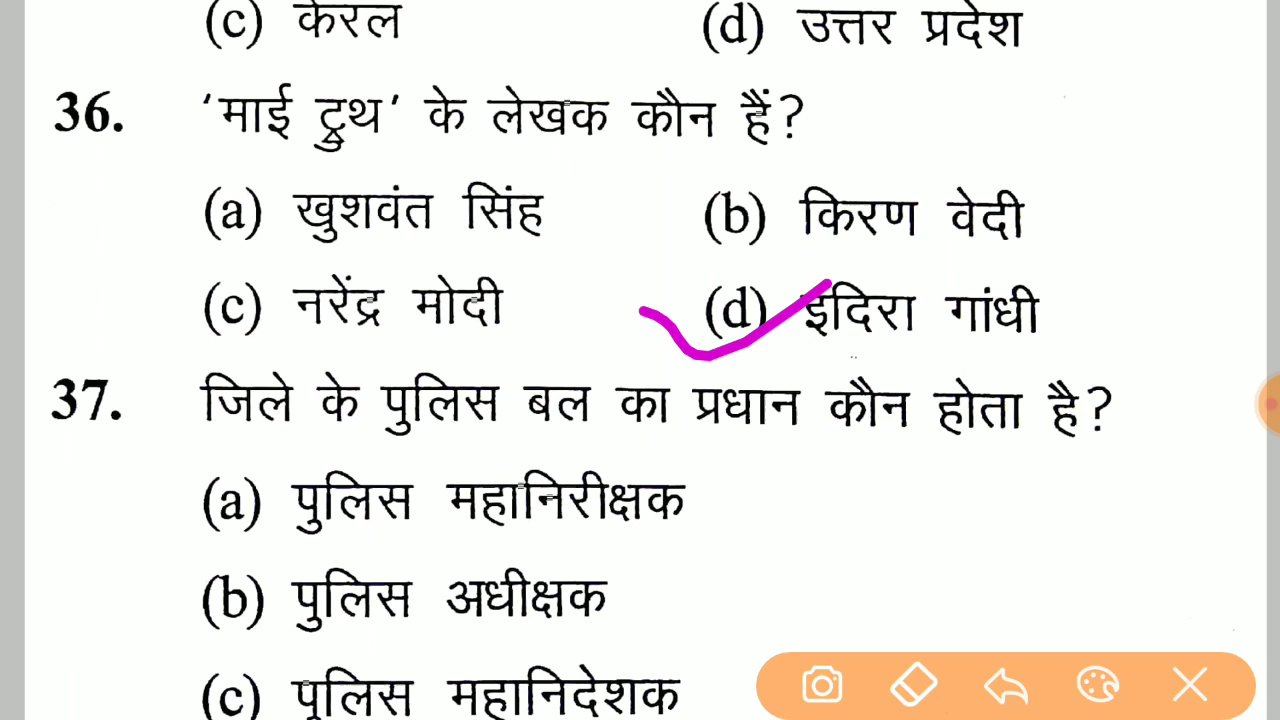 (c) केरल (d) उत्तर प्रदेश
36. ‘माई ट्रुथ’ के लेखक कौन हैं?
(a) खुशवंत सिंह (b) किरण वेदी
(c) नरेंद्र मोदी (d) इंदिरा गांधी
37. जिले के पुलिस बल का प्रधान कौन होता है?
(a) पुलिस महानिरीक्षक
(b) पुलिस अधीक्षक
(c) पुलिस महानिदेशक